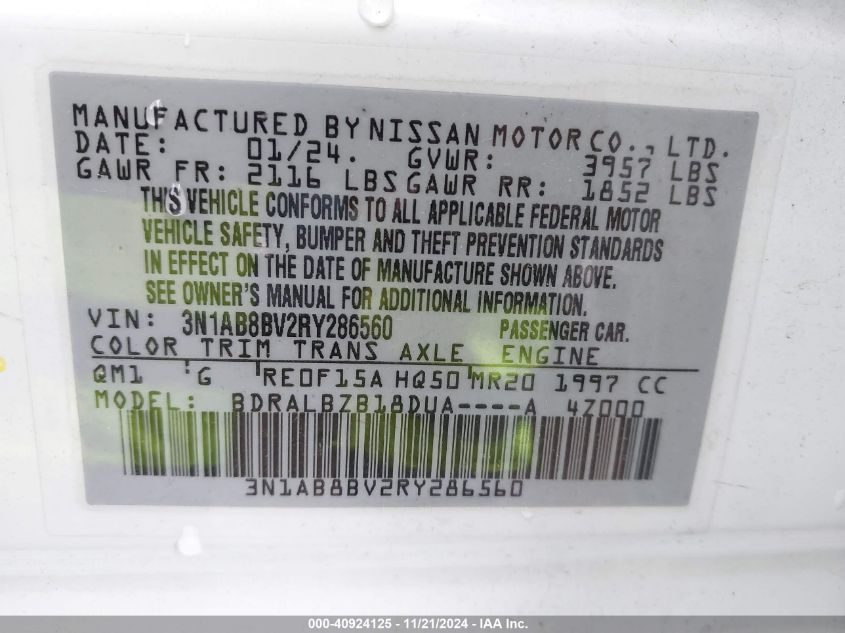 MANUFACTURED BY NISSAN MOTOR CO., LTD.
DATE: 01/24. GVWR: 3957 LBS
GAWR FR: 2116 LBS GAWR RR: 1852 LBS
THIS VEHICLE CONFORMS TO ALL APPLICABLE FEDERAL MOTOR
VEHICLE SAFETY, BUMPER AND THEFT PREVENTION STANDARDS
IN EFFECT ON THE DATE OF MANUFACTURE SHOWN ABOVE.
SEE OWNER'S MANUAL FOR ADDITIONAL INFORMATION.
VIN: 3N1AB8BV2RY286560 PASSENGER CAR.
COLOR TRIM TRANS AXLE ENGINE
QM1 G RE0F15A HQ50 MR20 1997 CC
MODEL: BDRALBZB18DUA----A 4Z000
3N1AB8BV2RY286560
000-40924125 - 11/21/2024 - IAA Inc.